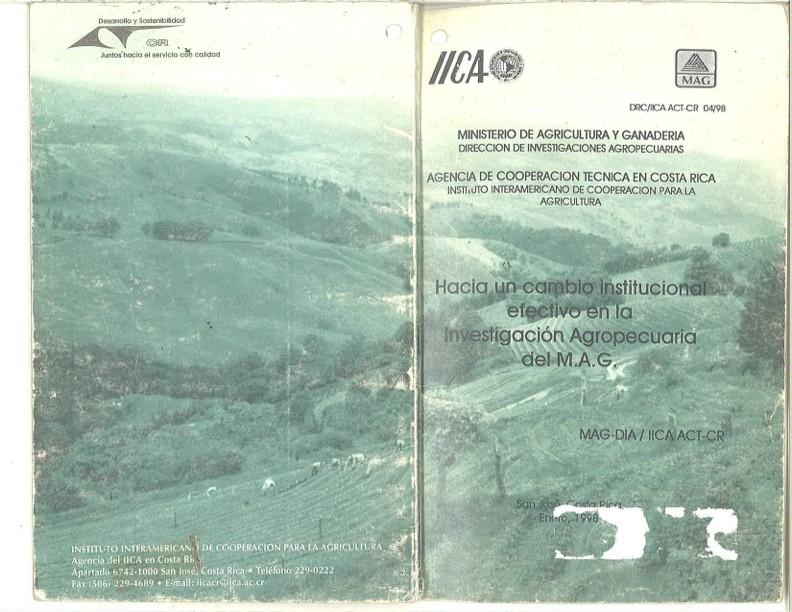 Desarrollo y Sostenibilidad
CR
Juntos hacia el servicio con calidad
INSTITUTO INTERAMERICANO DE COOPERACION PARA LA AGRICULTURA
Agencia del IICA en Costa Rica
Apartado 6742-1000 San José, Costa Rica • Teléfono 229-0222
Fax (506) 229-4689 • E-mail: iicacr@iica.ac.cr
IICA
MAG
DRC/IICA ACT-CR 04/98
MINISTERIO DE AGRICULTURA Y GANADERIA
DIRECCION DE INVESTIGACIONES AGROPECUARIAS
AGENCIA DE COOPERACION TECNICA EN COSTA RICA
INSTITUTO INTERAMERICANO DE COOPERACION PARA LA
AGRICULTURA
Hacia un cambio institucional
efectivo en la
Investigación Agropecuaria
del M.A.G.
MAG-DIA / IICA ACT-CR
San José, Costa Rica,
Enero, 1998